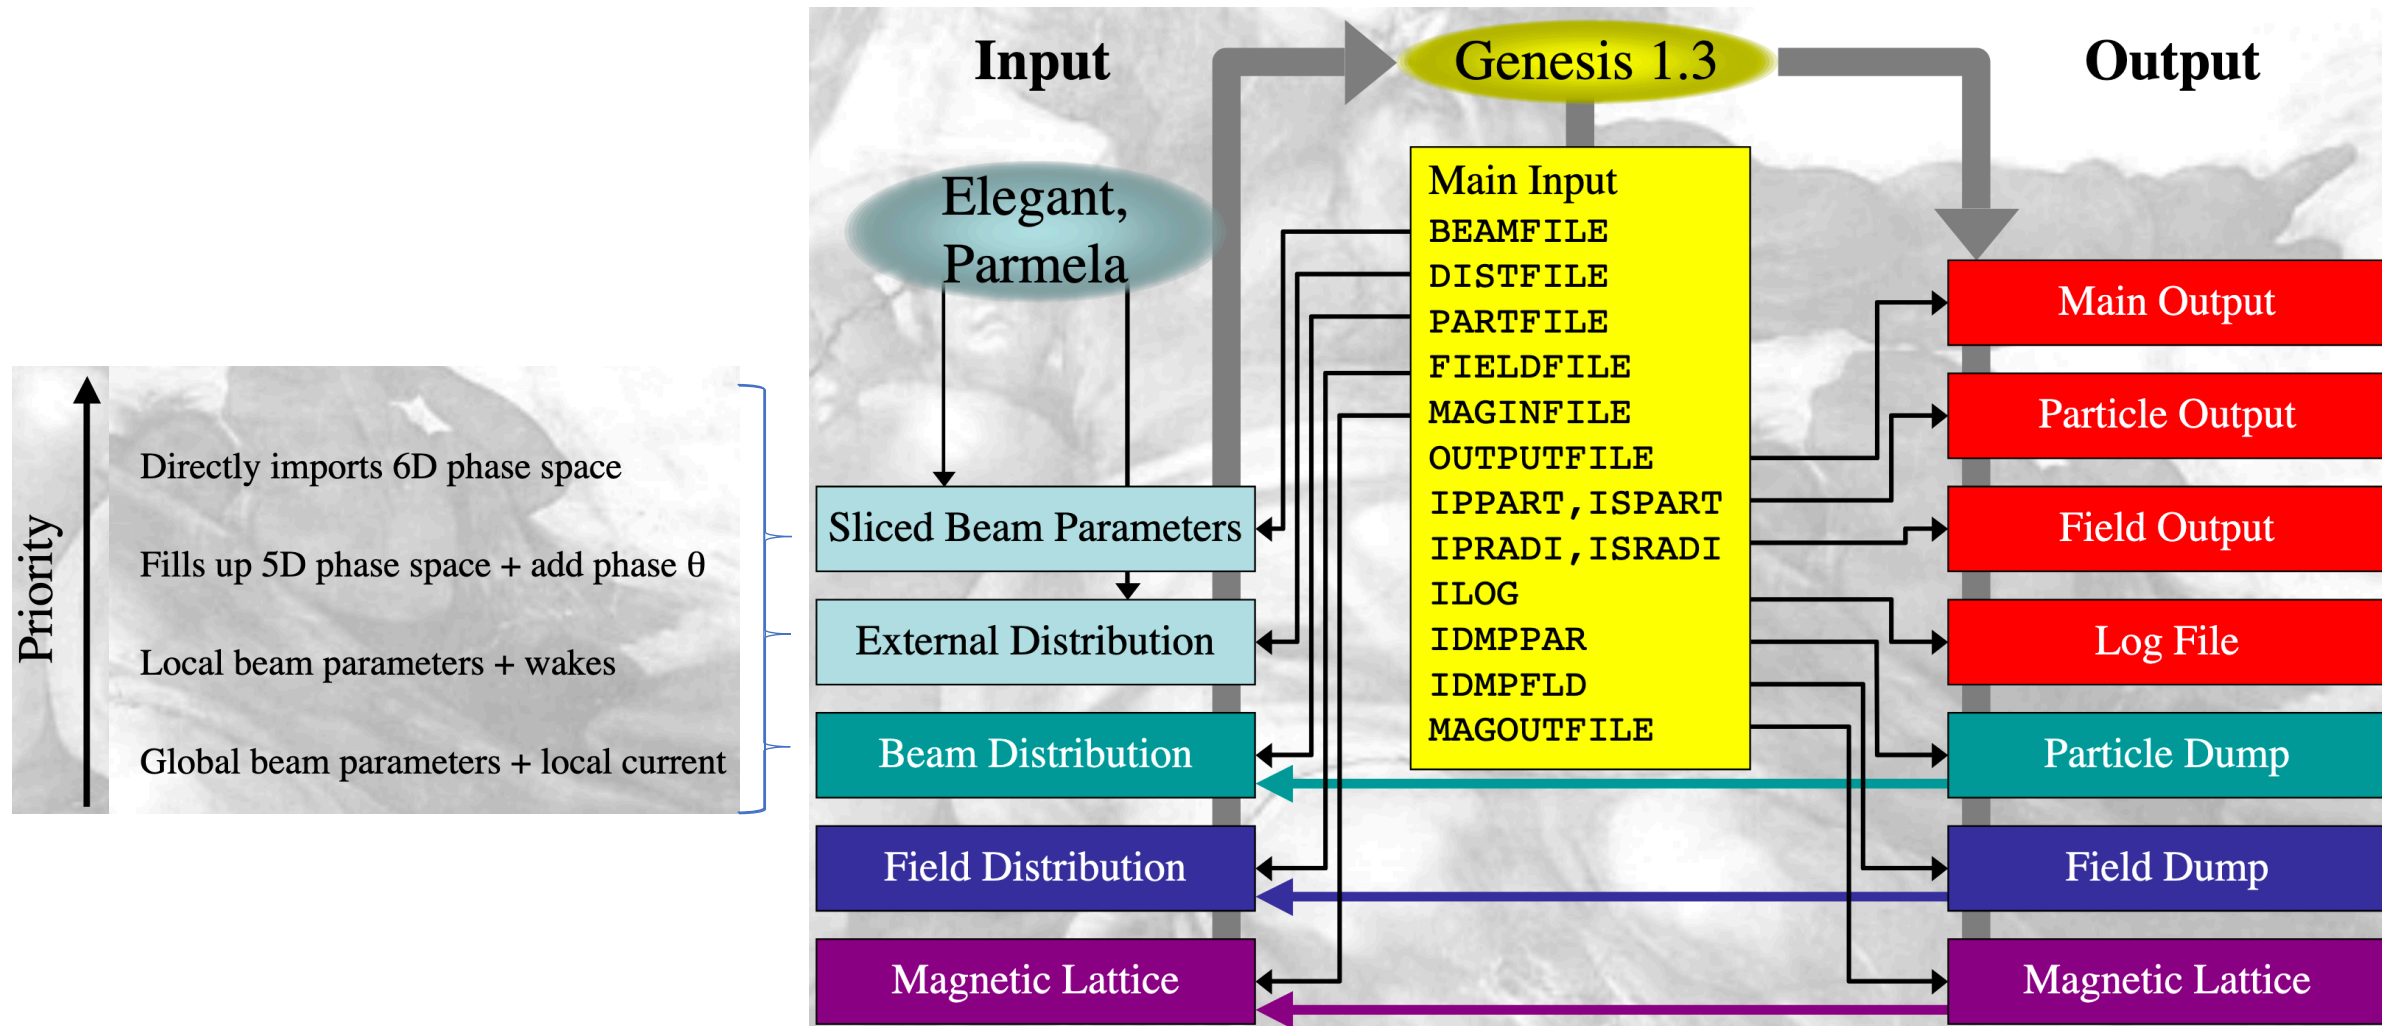 Priority
Directly imports 6D phase space
Fills up 5D phase space + add phase θ
Local beam parameters + wakes
Global beam parameters + local current
Input
Elegant,
Parmela
Sliced Beam Parameters
External Distribution
Beam Distribution
Field Distribution
Magnetic Lattice
Genesis 1.3
Main Input
BEAMFILE
DISTFILE
PARTFILE
FIELDFILE
MAGINFILE
OUTPUTFILE
IPPART,ISPART
IPRADI,ISRADI
ILOG
IDMPPAR
IDMPFLD
MAGOUTFILE
Output
Main Output
Particle Output
Field Output
Log File
Particle Dump
Field Dump
Magnetic Lattice